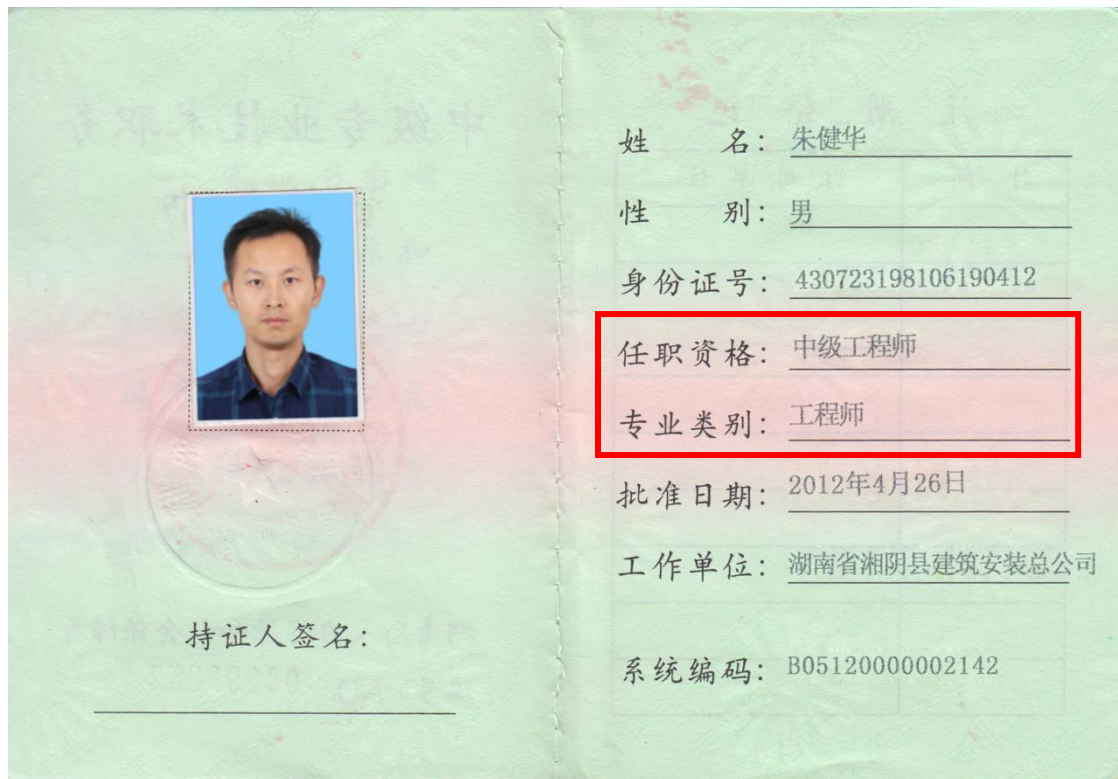 持证人签名:
姓 名: 朱健华
性 别: 男
身份证号: 430723198106190412
任职资格: 中级工程师
专业类别: 工程师
批准日期: 2012年4月26日
工作单位: 湖南省湘阴县建筑安装总公司
系统编码: B05120000002142